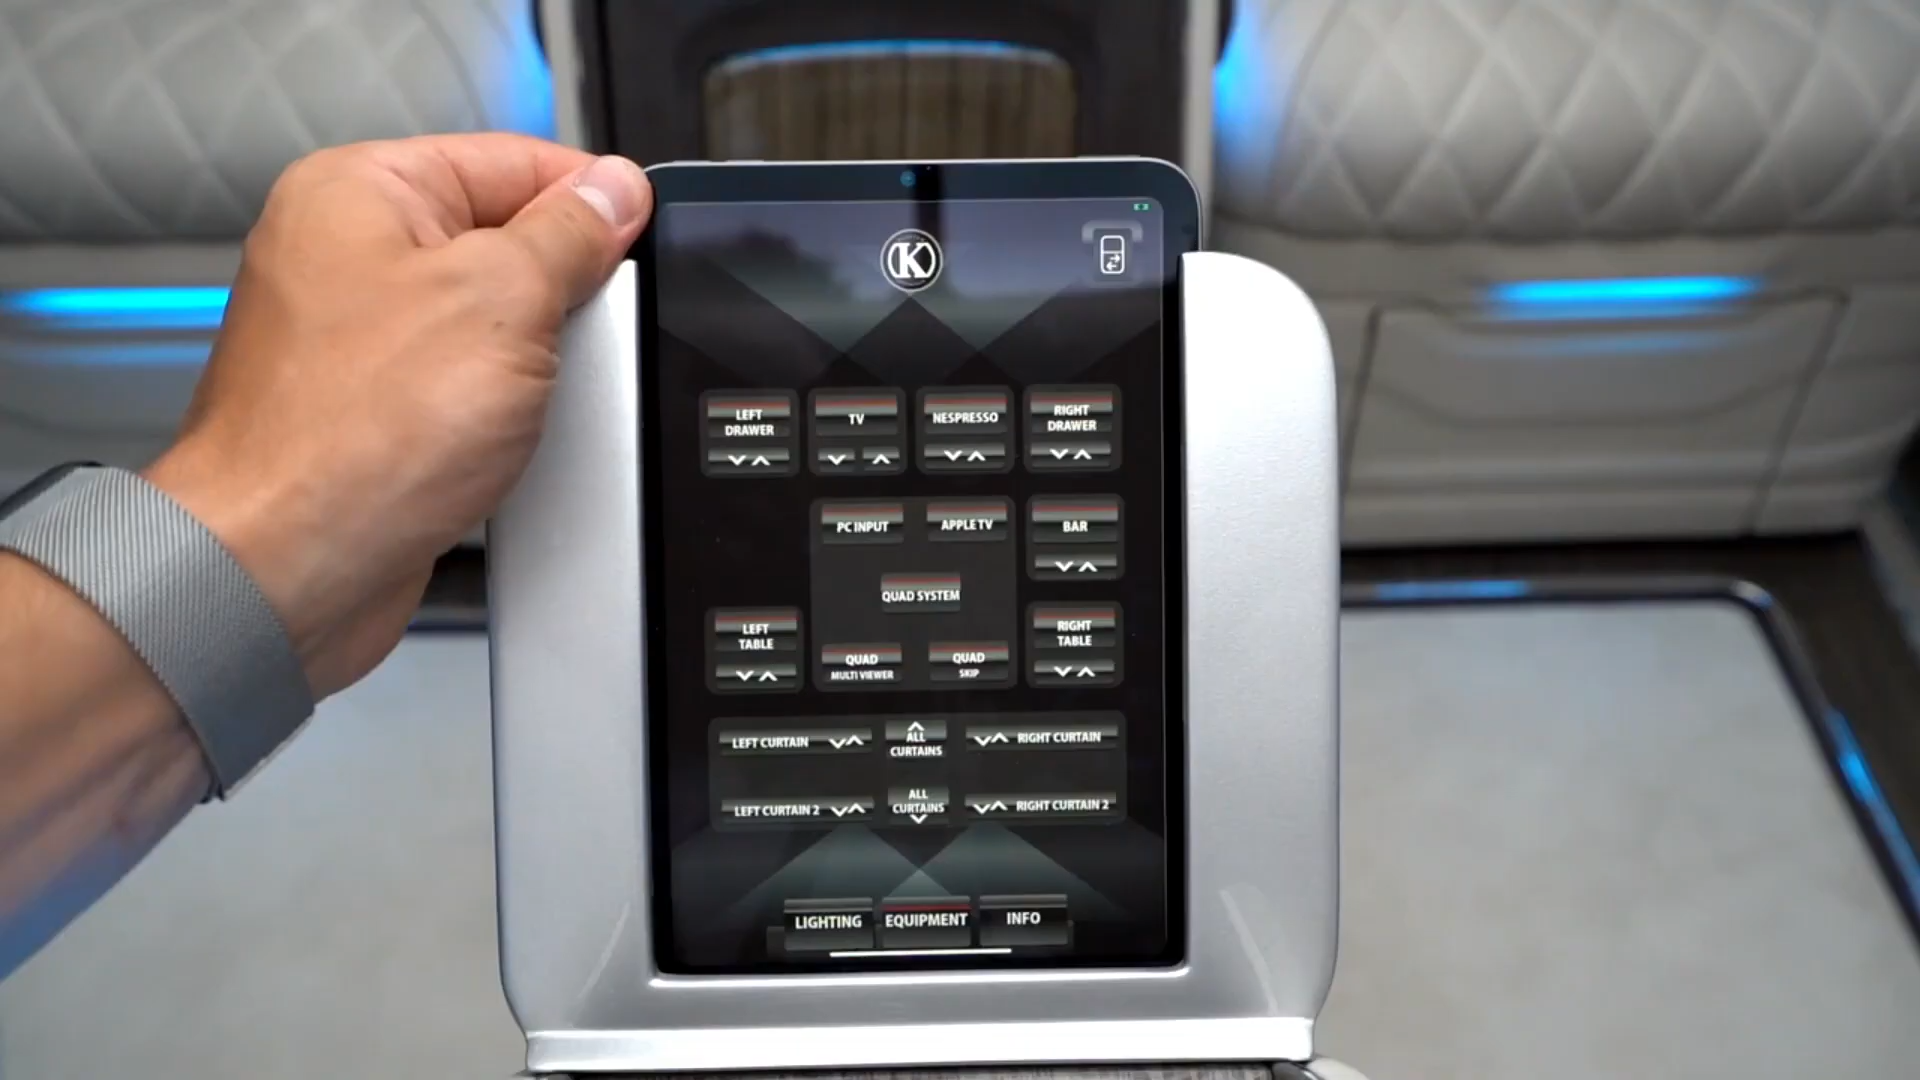 K
LEFT
DRAWER
TV
NESPRESSO
RIGHT
DRAWER
PC INPUT
APPLE TV
BAR
QUAD SYSTEM
LEFT
TABLE
QUAD
MULTI VIEWER
QUAD
SKIP
RIGHT
TABLE
LEFT CURTAIN
ALL
CURTAINS
RIGHT CURTAIN
LEFT CURTAIN 2
ALL
CURTAINS
RIGHT CURTAIN 2
LIGHTING
EQUIPMENT
INFO